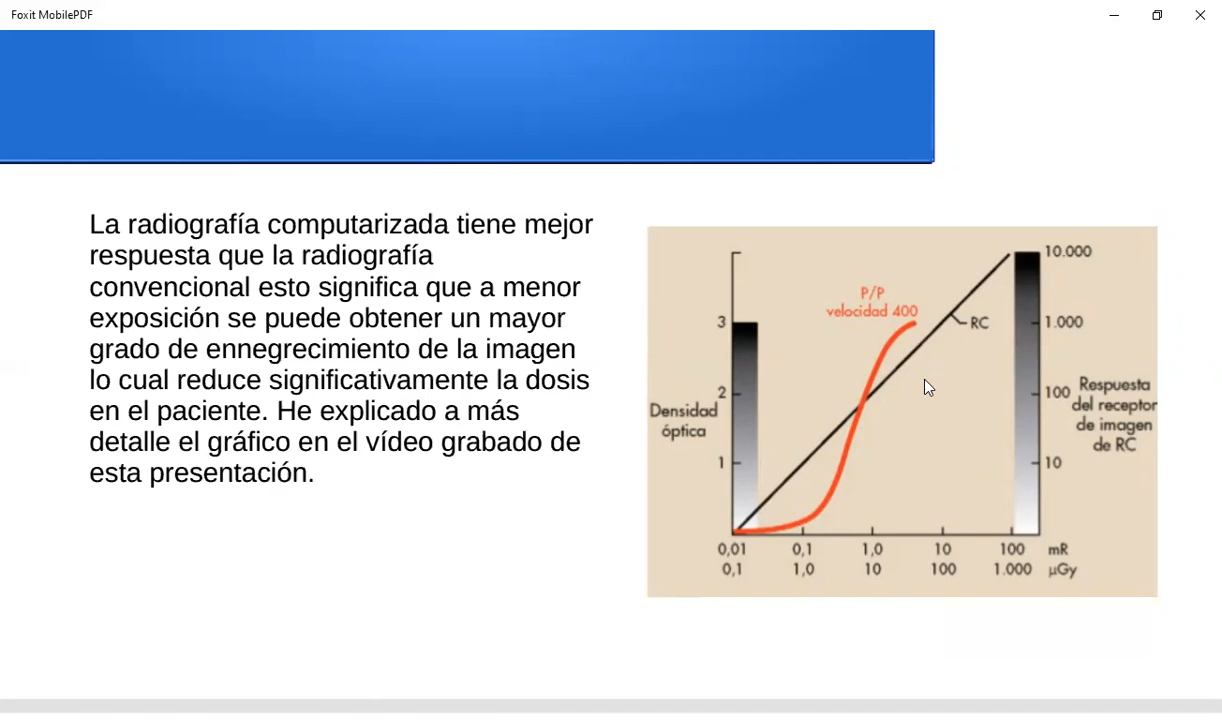 Foxit MobilePDF
La radiografía computarizada tiene mejor
respuesta que la radiografía
convencional esto significa que a menor
exposición se puede obtener un mayor
grado de ennegrecimiento de la imagen
lo cual reduce significativamente la dosis
en el paciente. He explicado a más
detalle el gráfico en el vídeo grabado de
esta presentación.
10.000
P/P
velocidad 400
3
RC
1.000
2
100
Respuesta
del receptor
de imagen
de RC
Densidad
óptica
1
10
0,01 0,1 1,0 10 100 mR
0,1 1,0 10 100 1.000 µGy